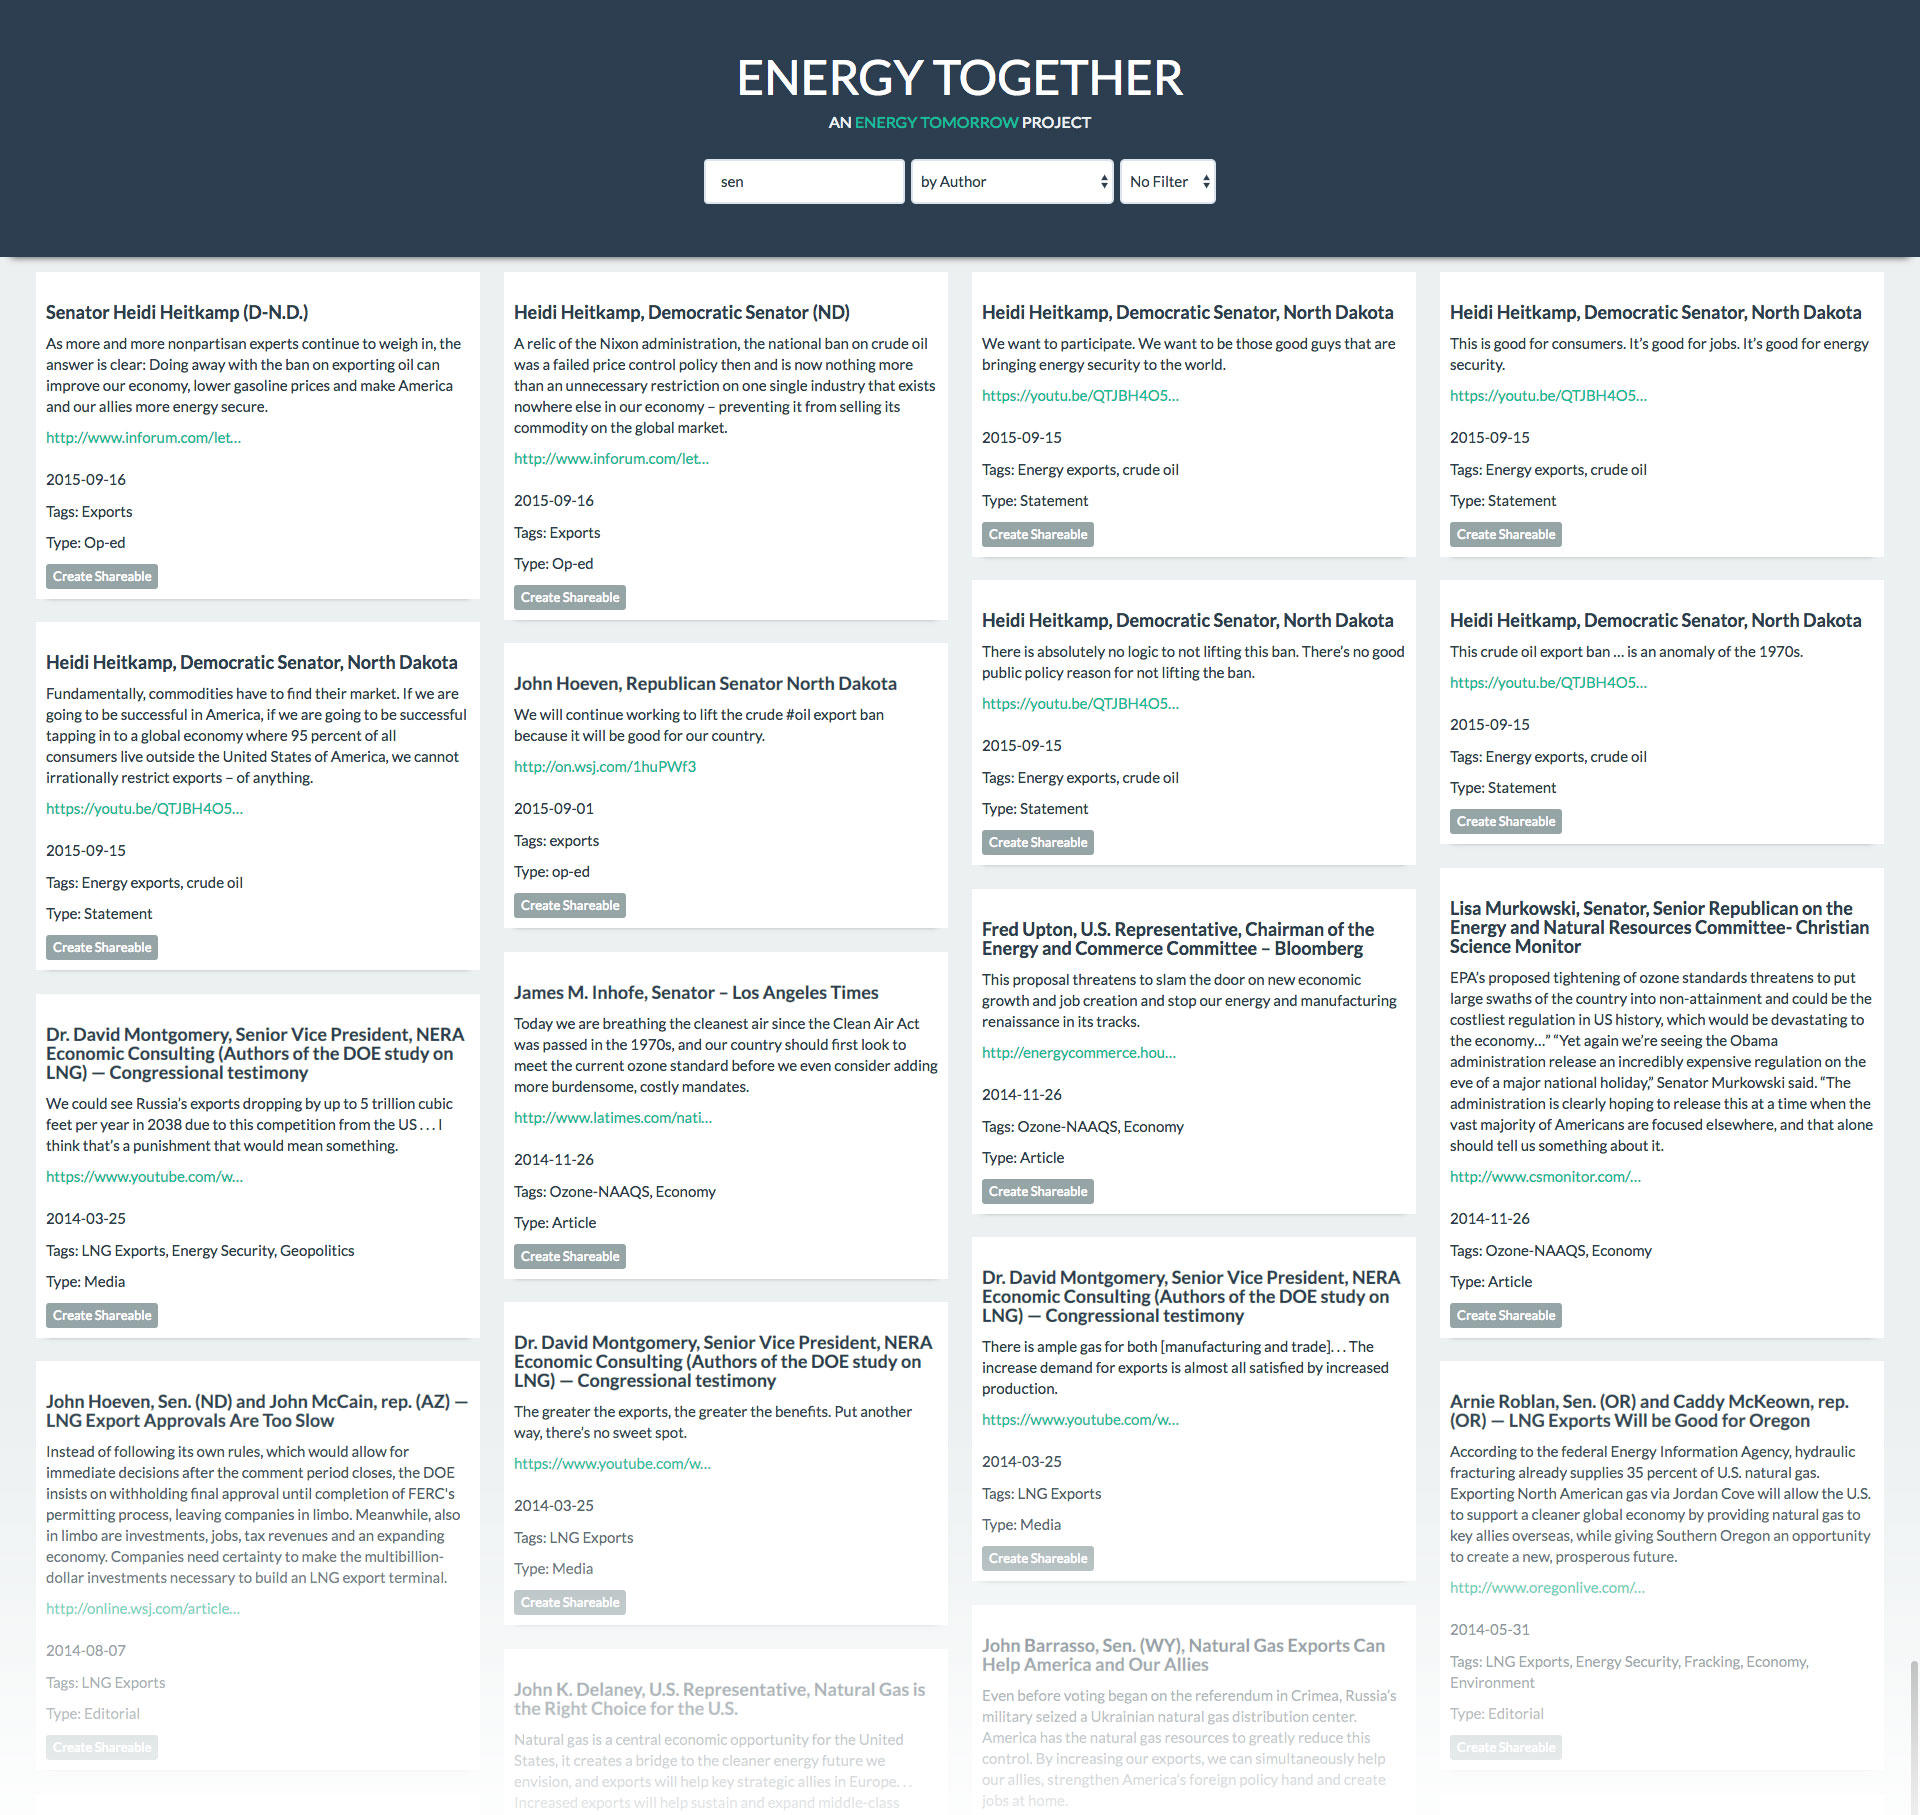 ENERGY TOGETHER
AN ENERGY TOMORROW PROJECT
sen
by Author
No Filter
Senator Heidi Heitkamp (D-N.D.)
As more and more nonpartisan experts continue to weigh in, the
answer is clear: Doing away with the ban on exporting oil can
improve our economy, lower gasoline prices and make America
and our allies more energy secure.
http://www.inforum.com/let...
2015-09-16
Tags: Exports
Type: Op-ed
Create Shareable
Heidi Heitkamp, Democratic Senator, North Dakota
Fundamentally, commodities have to find their market. If we are
going to be successful in America, if we are going to be successful
tapping in to a global economy where 95 percent of all
consumers live outside the United States of America, we cannot
irrationally restrict exports – of anything.
https://youtu.be/QTJBH4O5...
2015-09-15
Tags: Energy exports, crude oil
Type: Statement
Create Shareable
Dr. David Montgomery, Senior Vice President, NERA
Economic Consulting (Authors of the DOE study on
LNG) — Congressional testimony
We could see Russia’s exports dropping by up to 5 trillion cubic
feet per year in 2038 due to this competition from the US . . . I
think that’s a punishment that would mean something.
https://www.youtube.com/w...
2014-03-25
Tags: LNG Exports, Energy Security, Geopolitics
Type: Media
Create Shareable
John Hoeven, Sen. (ND) and John McCain, rep. (AZ) —
LNG Export Approvals Are Too Slow
Instead of following its own rules, which would allow for
immediate decisions after the comment period closes, the DOE
insists on withholding final approval until completion of FERC's
permitting process, leaving companies in limbo. Meanwhile, also
in limbo are investments, jobs, tax revenues and an expanding
economy. Companies need certainty to make the multibillion-
dollar investments necessary to build an LNG export terminal.
http://online.wsj.com/article...
2014-08-07
Tags: LNG Exports
Type: Editorial
Create Shareable
Heidi Heitkamp, Democratic Senator (ND)
A relic of the Nixon administration, the national ban on crude oil
was a failed price control policy then and is now nothing more
than an unnecessary restriction on one single industry that exists
nowhere else in our economy – preventing it from selling its
commodity on the global market.
http://www.inforum.com/let...
2015-09-16
Tags: Exports
Type: Op-ed
Create Shareable
John Hoeven, Republican Senator North Dakota
We will continue working to lift the crude #oil export ban
because it will be good for our country.
http://on.wsj.com/1huPWf3
2015-09-01
Tags: exports
Type: op-ed
Create Shareable
James M. Inhofe, Senator – Los Angeles Times
Today we are breathing the cleanest air since the Clean Air Act
was passed in the 1970s, and our country should first look to
meet the current ozone standard before we even consider adding
more burdensome, costly mandates.
http://www.latimes.com/nati...
2014-11-26
Tags: Ozone-NAAQS, Economy
Type: Article
Create Shareable
Dr. David Montgomery, Senior Vice President, NERA
Economic Consulting (Authors of the DOE study on
LNG) — Congressional testimony
The greater the exports, the greater the benefits. Put another
way, there’s no sweet spot.
https://www.youtube.com/w...
2014-03-25
Tags: LNG Exports
Type: Media
Create Shareable
John K. Delaney, U.S. Representative, Natural Gas is
the Right Choice for the U.S.
Natural gas is a central economic opportunity for the United
States, it creates a bridge to the cleaner energy future we
envision, and exports will help key strategic allies in Europe. . .
Increased exports will help sustain and expand middle-class
Heidi Heitkamp, Democratic Senator, North Dakota
We want to participate. We want to be those good guys that are
bringing energy security to the world.
https://youtu.be/QTJBH4O5...
2015-09-15
Tags: Energy exports, crude oil
Type: Statement
Create Shareable
Heidi Heitkamp, Democratic Senator, North Dakota
There is absolutely no logic to not lifting this ban. There’s no good
public policy reason for not lifting the ban.
https://youtu.be/QTJBH4O5...
2015-09-15
Tags: Energy exports, crude oil
Type: Statement
Create Shareable
Fred Upton, U.S. Representative, Chairman of the
Energy and Commerce Committee – Bloomberg
This proposal threatens to slam the door on new economic
growth and job creation and stop our energy and manufacturing
renaissance in its tracks.
http://energycommerce.hou...
2014-11-26
Tags: Ozone-NAAQS, Economy
Type: Article
Create Shareable
Dr. David Montgomery, Senior Vice President, NERA
Economic Consulting (Authors of the DOE study on
LNG) — Congressional testimony
There is ample gas for both [manufacturing and trade]. . . The
increase demand for exports is almost all satisfied by increased
production.
https://www.youtube.com/w...
2014-03-25
Tags: LNG Exports
Type: Media
Create Shareable
John Barrasso, Sen. (WY), Natural Gas Exports Can
Help America and Our Allies
Even before voting began on the referendum in Crimea, Russia’s
military seized a Ukrainian natural gas distribution center.
America has the natural gas resources to greatly reduce this
control. By increasing our exports, we can simultaneously help
our allies, strengthen America’s foreign policy hand and create
jobs at home.
Heidi Heitkamp, Democratic Senator, North Dakota
This is good for consumers. It’s good for jobs. It’s good for energy
security.
https://youtu.be/QTJBH4O5...
2015-09-15
Tags: Energy exports, crude oil
Type: Statement
Create Shareable
Heidi Heitkamp, Democratic Senator, North Dakota
This crude oil export ban ... is an anomaly of the 1970s.
https://youtu.be/QTJBH4O5...
2015-09-15
Tags: Energy exports, crude oil
Type: Statement
Create Shareable
Lisa Murkowski, Senator, Senior Republican on the
Energy and Natural Resources Committee- Christian
Science Monitor
EPA’s proposed tightening of ozone standards threatens to put
large swaths of the country into non-attainment and could be the
costliest regulation in US history, which would be devastating to
the economy...” “Yet again we’re seeing the Obama
administration release an incredibly expensive regulation on the
eve of a major national holiday,” Senator Murkowski said. “The
administration is clearly hoping to release this at a time when the
vast majority of Americans are focused elsewhere, and that alone
should tell us something about it.
http://www.csmonitor.com/...
2014-11-26
Tags: Ozone-NAAQS, Economy
Type: Article
Create Shareable
Arnie Roblan, Sen. (OR) and Caddy McKeown, rep.
(OR) — LNG Exports Will be Good for Oregon
According to the federal Energy Information Agency, hydraulic
fracturing already supplies 35 percent of U.S. natural gas.
Exporting North American gas via Jordan Cove will allow the U.S.
to support a cleaner global economy by providing natural gas to
key allies overseas, while giving Southern Oregon an opportunity
to create a new, prosperous future.
http://www.oregonlive.com/...
2014-05-31
Tags: LNG Exports, Energy Security, Fracking, Economy,
Environment
Type: Editorial
Create Shareable